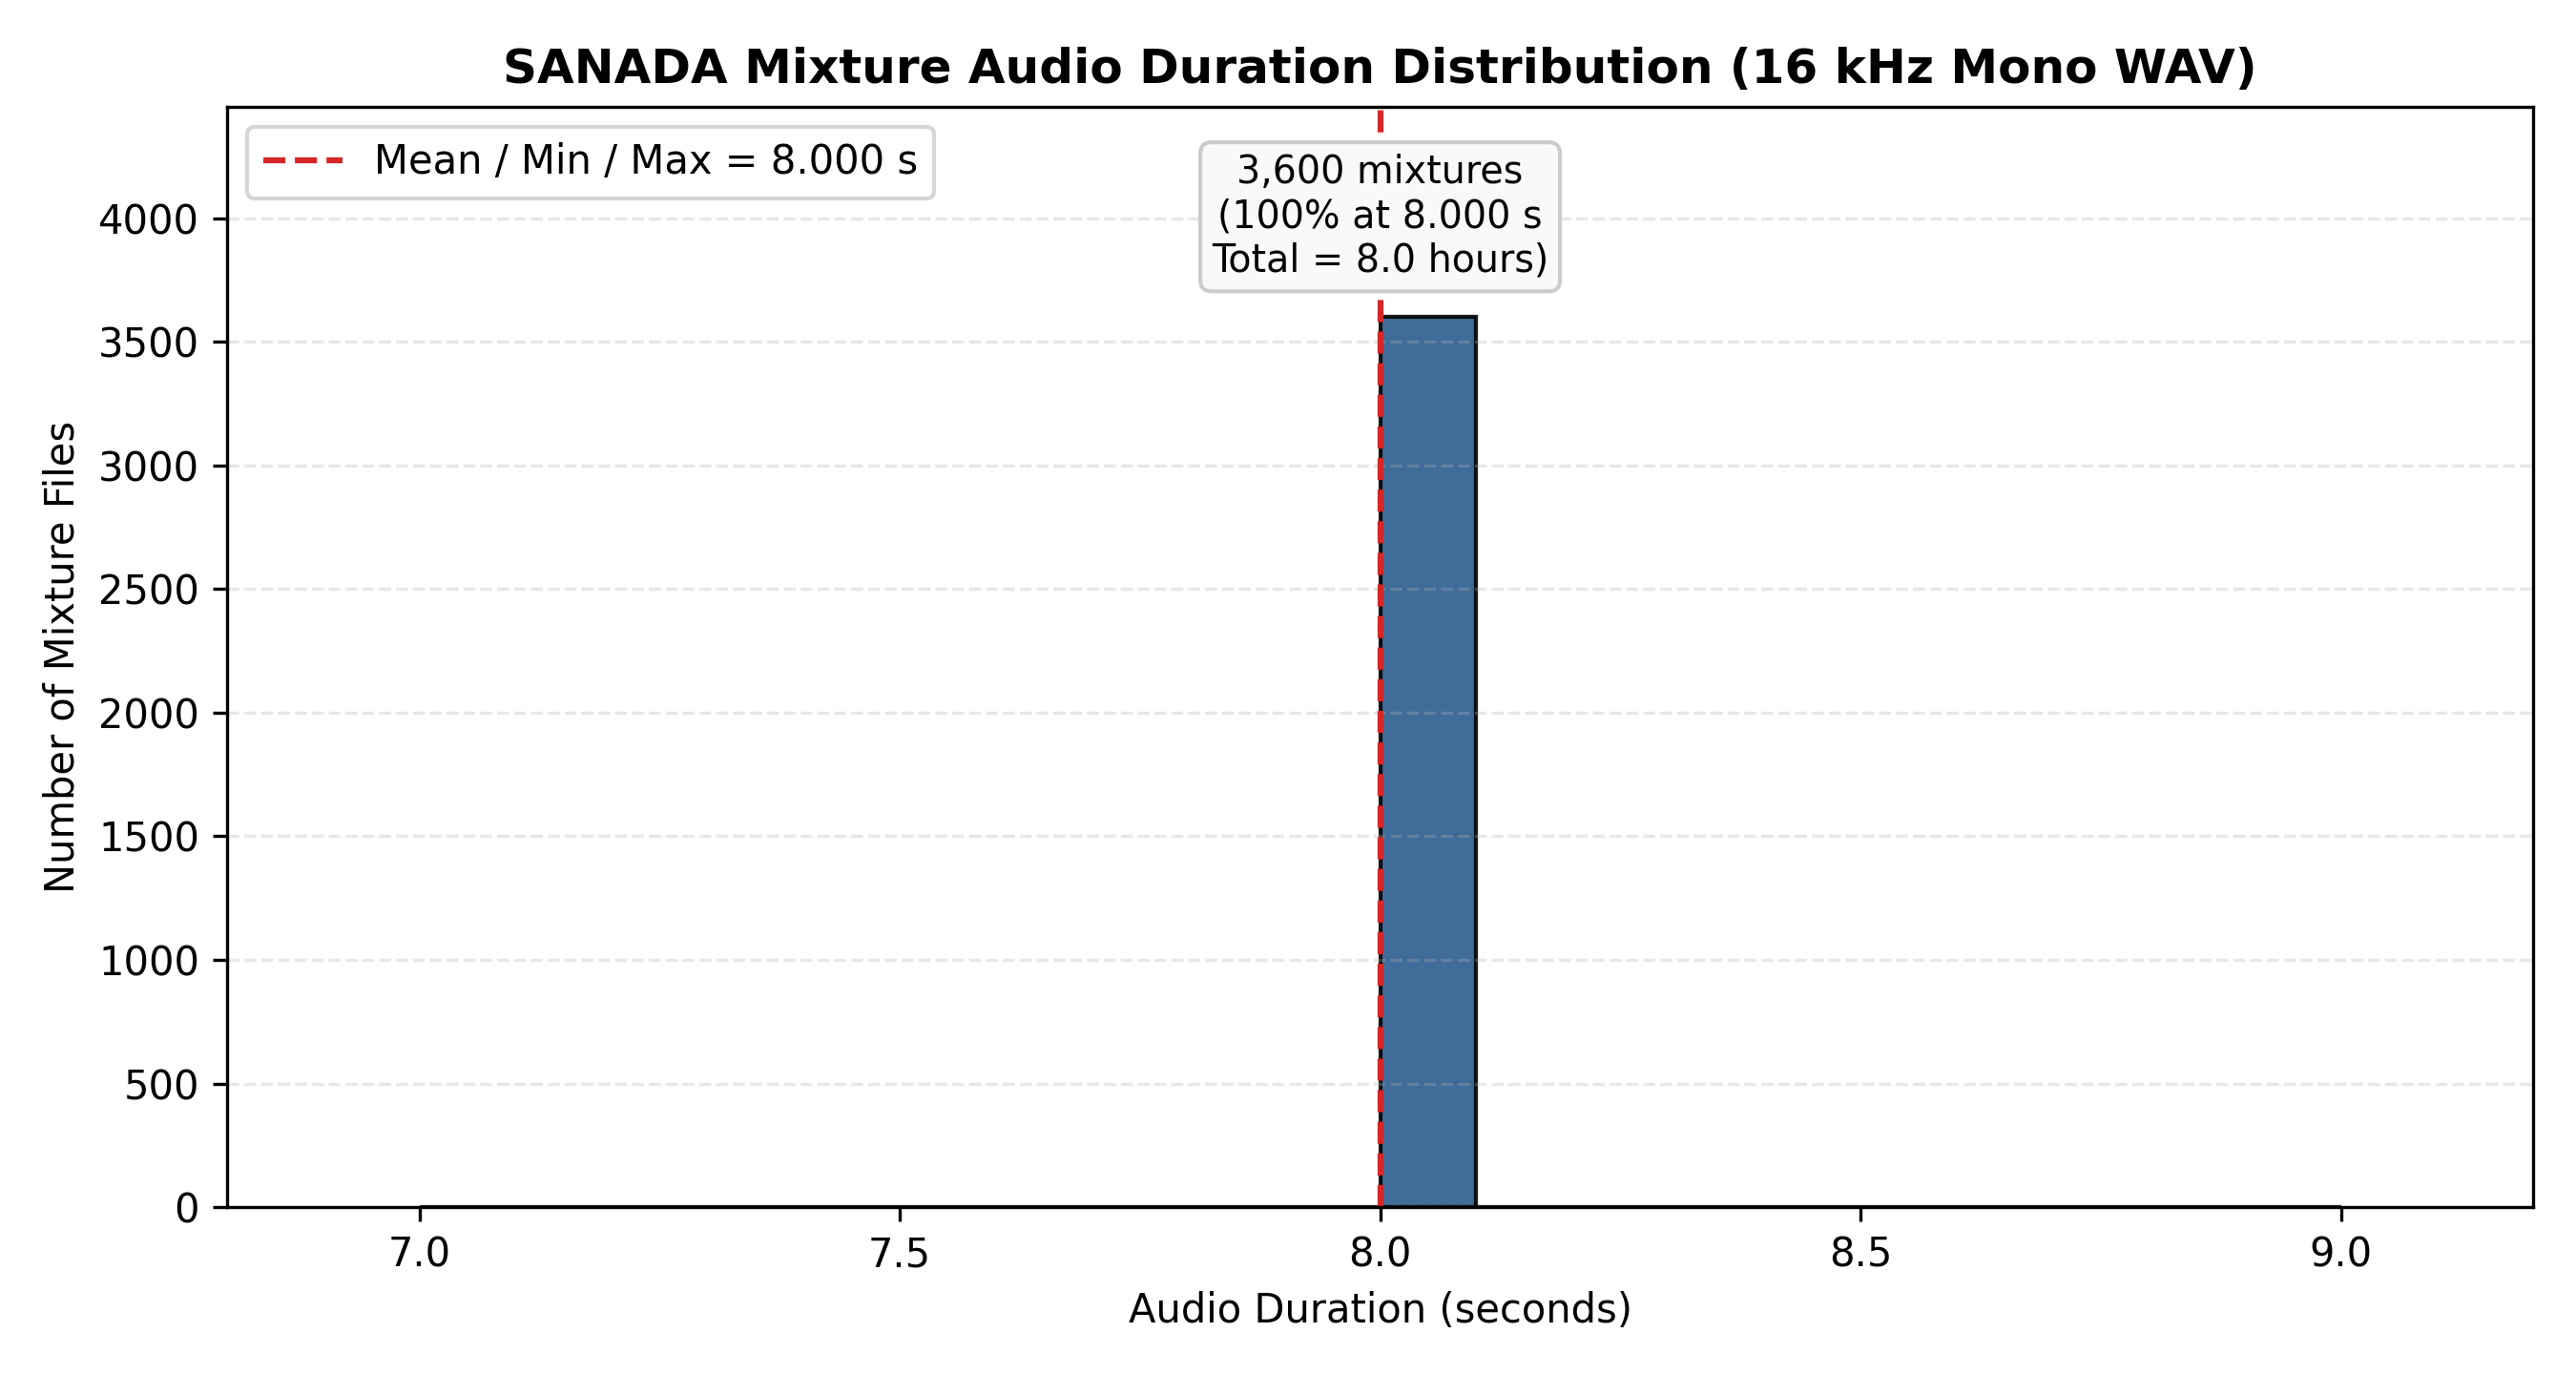 SANADA Mixture Audio Duration Distribution (16 kHz Mono WAV)
Mean / Min / Max = 8.000 s
3,600 mixtures
(100% at 8.000 s
Total = 8.0 hours)
4000
3500
3000
2500
2000
1500
1000
500
0
Number of Mixture Files
7.0
7.5
8.0
8.5
9.0
Audio Duration (seconds)